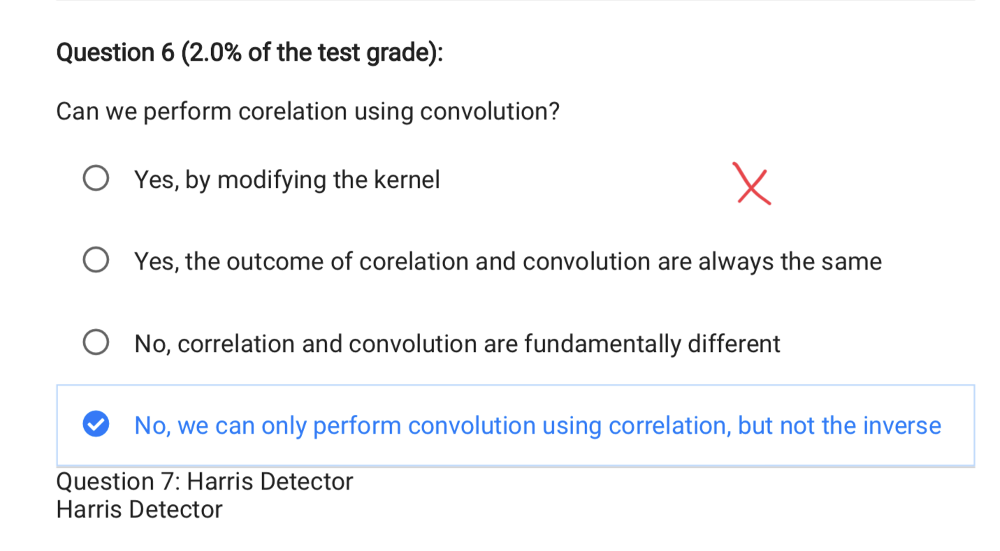 Question 6 (2.0% of the test grade):
Can we perform corelation using convolution?
Yes, by modifying the kernel
Yes, the outcome of corelation and convolution are always the same
No, correlation and convolution are fundamentally different
No, we can only perform convolution using correlation, but not the inverse
Question 7: Harris Detector
Harris Detector